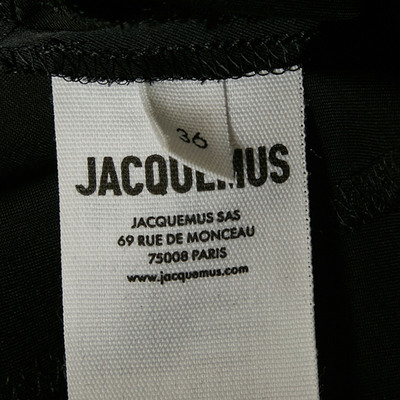 36
JACQUEMUS
JACQUEMUS SAS
69 RUE DE MONCEAU
75008 PARIS
www.jacquemus.com